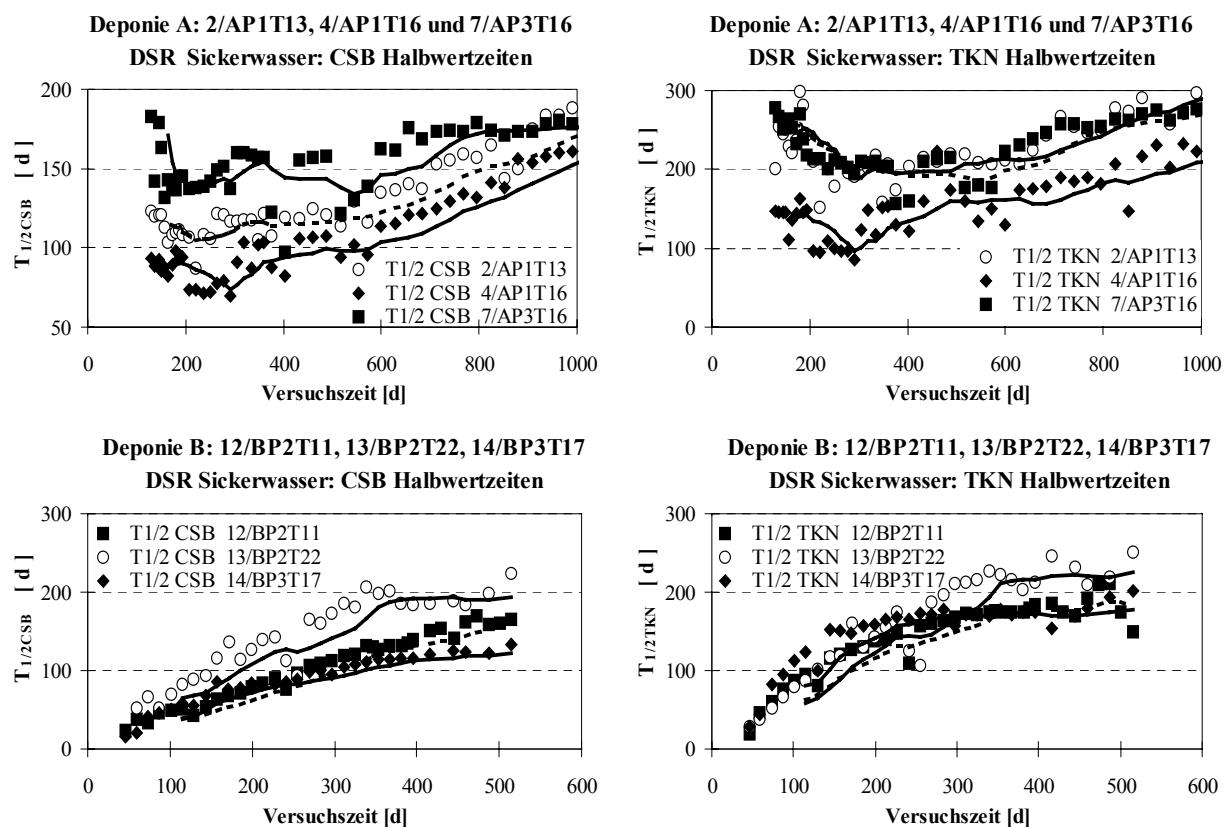 Deponie A: 2/AP1T13, 4/AP1T16 und 7/AP3T16
DSR Sickerwasser: CSB Halbwertzeiten
200
150
100
50
T1/2CSB [ d ]
0 200 400 600 800 1000
Versuchszeit [d]
T1/2 CSB 2/AP1T13
T1/2 CSB 4/AP1T16
T1/2 CSB 7/AP3T16
Deponie A: 2/AP1T13, 4/AP1T16 und 7/AP3T16
DSR Sickerwasser: TKN Halbwertzeiten
300
200
100
0
T1/2TKN [ d ]
0 200 400 600 800 1000
Versuchszeit [d]
T1/2 TKN 2/AP1T13
T1/2 TKN 4/AP1T16
T1/2 TKN 7/AP3T16
Deponie B: 12/BP2T11, 13/BP2T22, 14/BP3T17
DSR Sickerwasser: CSB Halbwertzeiten
300
200
100
0
T1/2CSB [ d ]
T1/2 CSB 12/BP2T11
T1/2 CSB 13/BP2T22
T1/2 CSB 14/BP3T17
0 100 200 300 400 500 600
Versuchszeit [d]
Deponie B: 12/BP2T11, 13/BP2T22, 14/BP3T17
DSR Sickerwasser: TKN Halbwertzeiten
300
200
100
0
T1/2TKN [ d ]
T1/2 TKN 12/BP2T11
T1/2 TKN 13/BP2T22
T1/2 TKN 14/BP3T17
0 100 200 300 400 500 600
Versuchszeit [d]